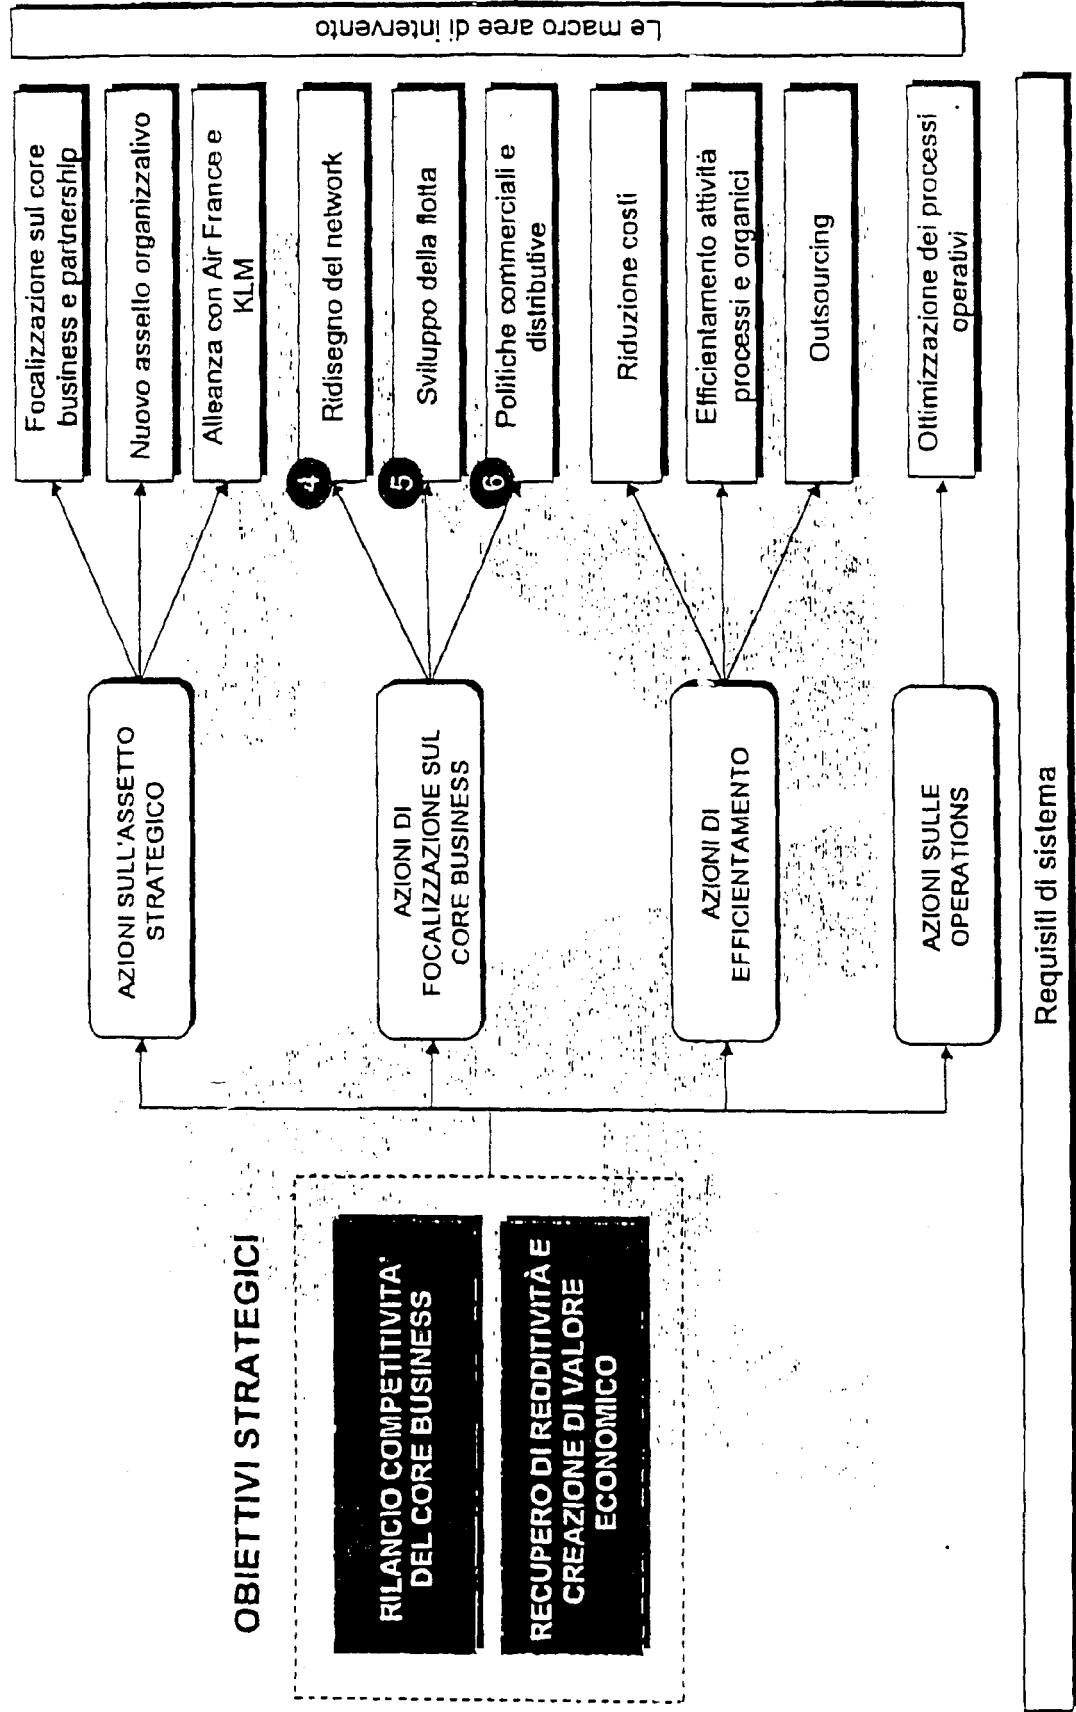 OBIETTIVI STRATEGICI
RILANCIO COMPETITIVITA'
DEL CORE BUSINESS
RECUPERO DI REDDITIVITÀ E
CREAZIONE DI VALORE
ECONOMICO
AZIONI SULL'ASSETTO
STRATEGICO
AZIONI DI
FOCALIZZAZIONE SUL
CORE BUSINESS
AZIONI DI
EFFICIENTAMENTO
AZIONI SULLE
OPERATIONS
Focalizzazione sul core
business e partnership
Nuovo assetto organizzativo
Alleanza con Air France e
KLM
4
Ridisegno del network
5
Sviluppo della flotta
6
Politiche commerciali e
distributive
Riduzione costi
Efficientamento attività
processi e organici
Outsourcing
Ottimizzazione dei processi
operativi
Le macro aree di intervento
Requisiti di sistema